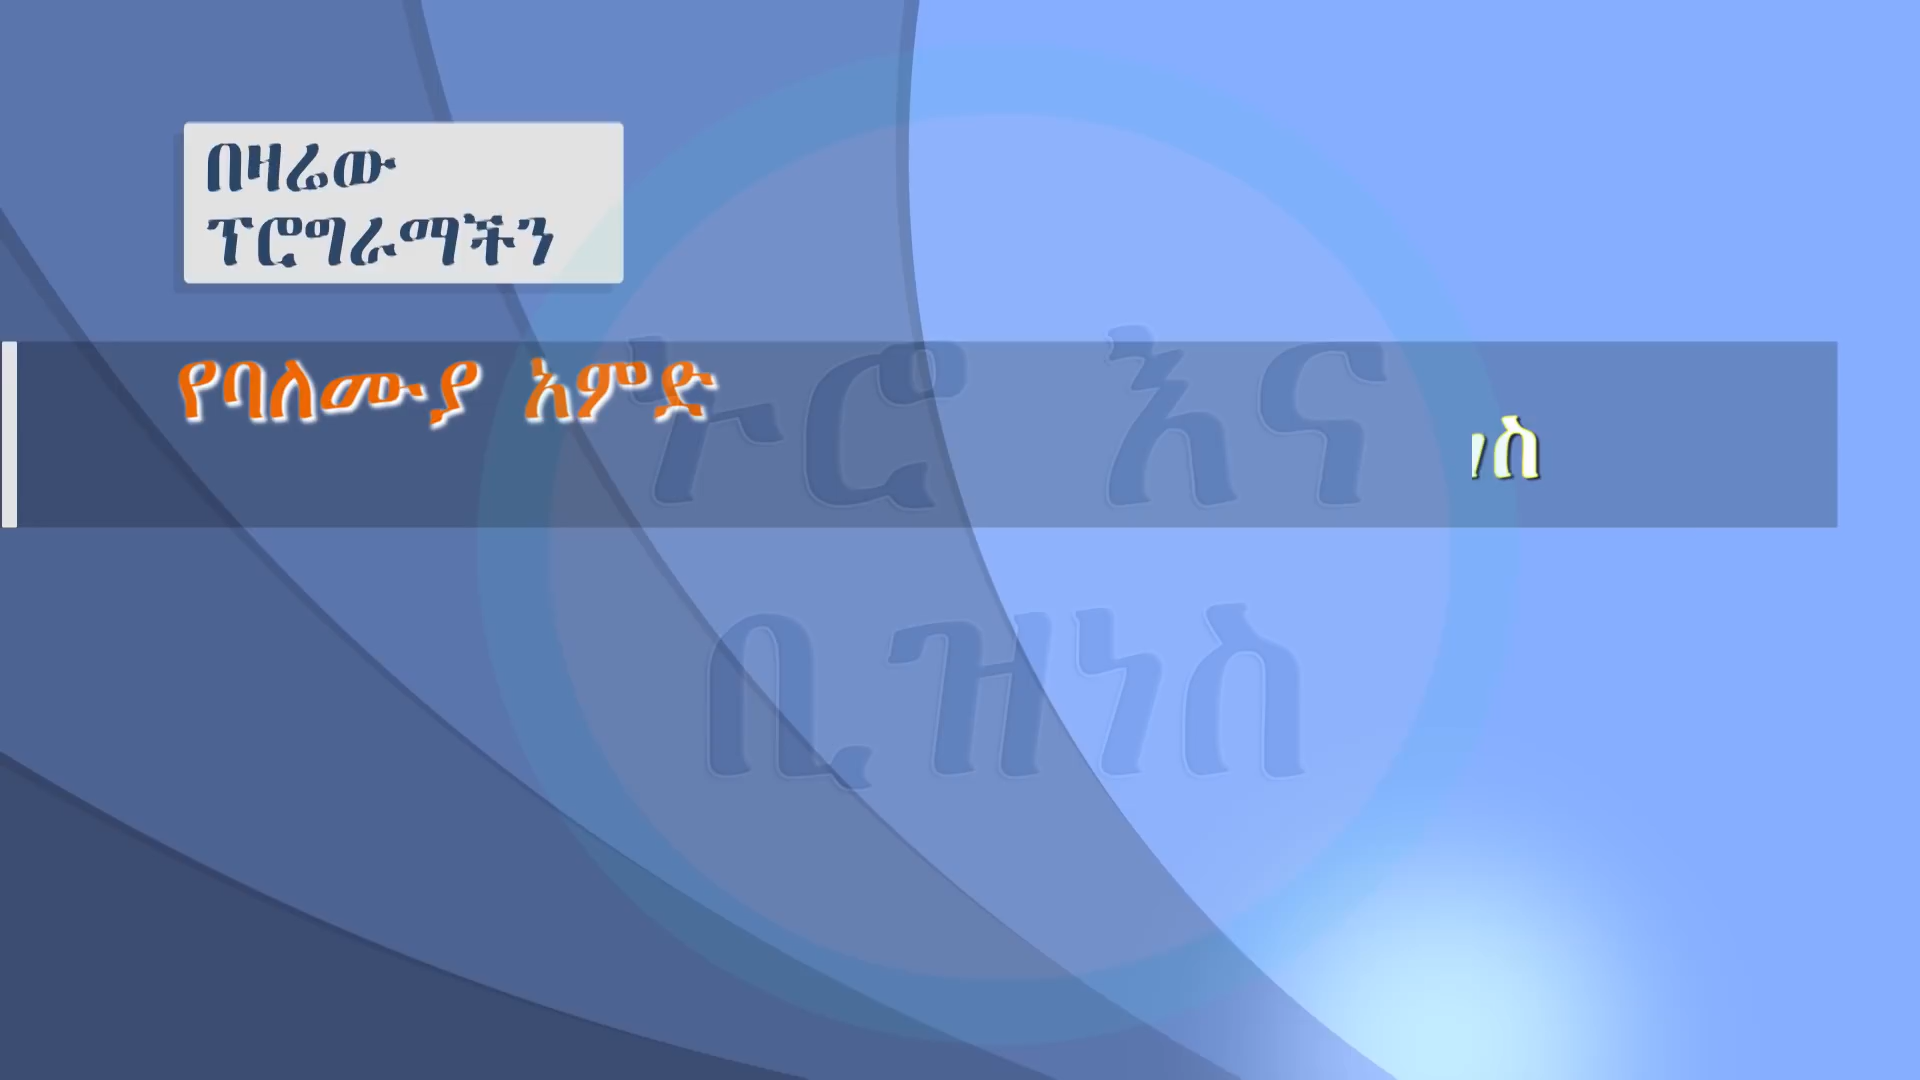 በዛሬው
ፕሮግራማችን
የባለሙያ አምድ
ኑሮ እና
ቢዝነስ